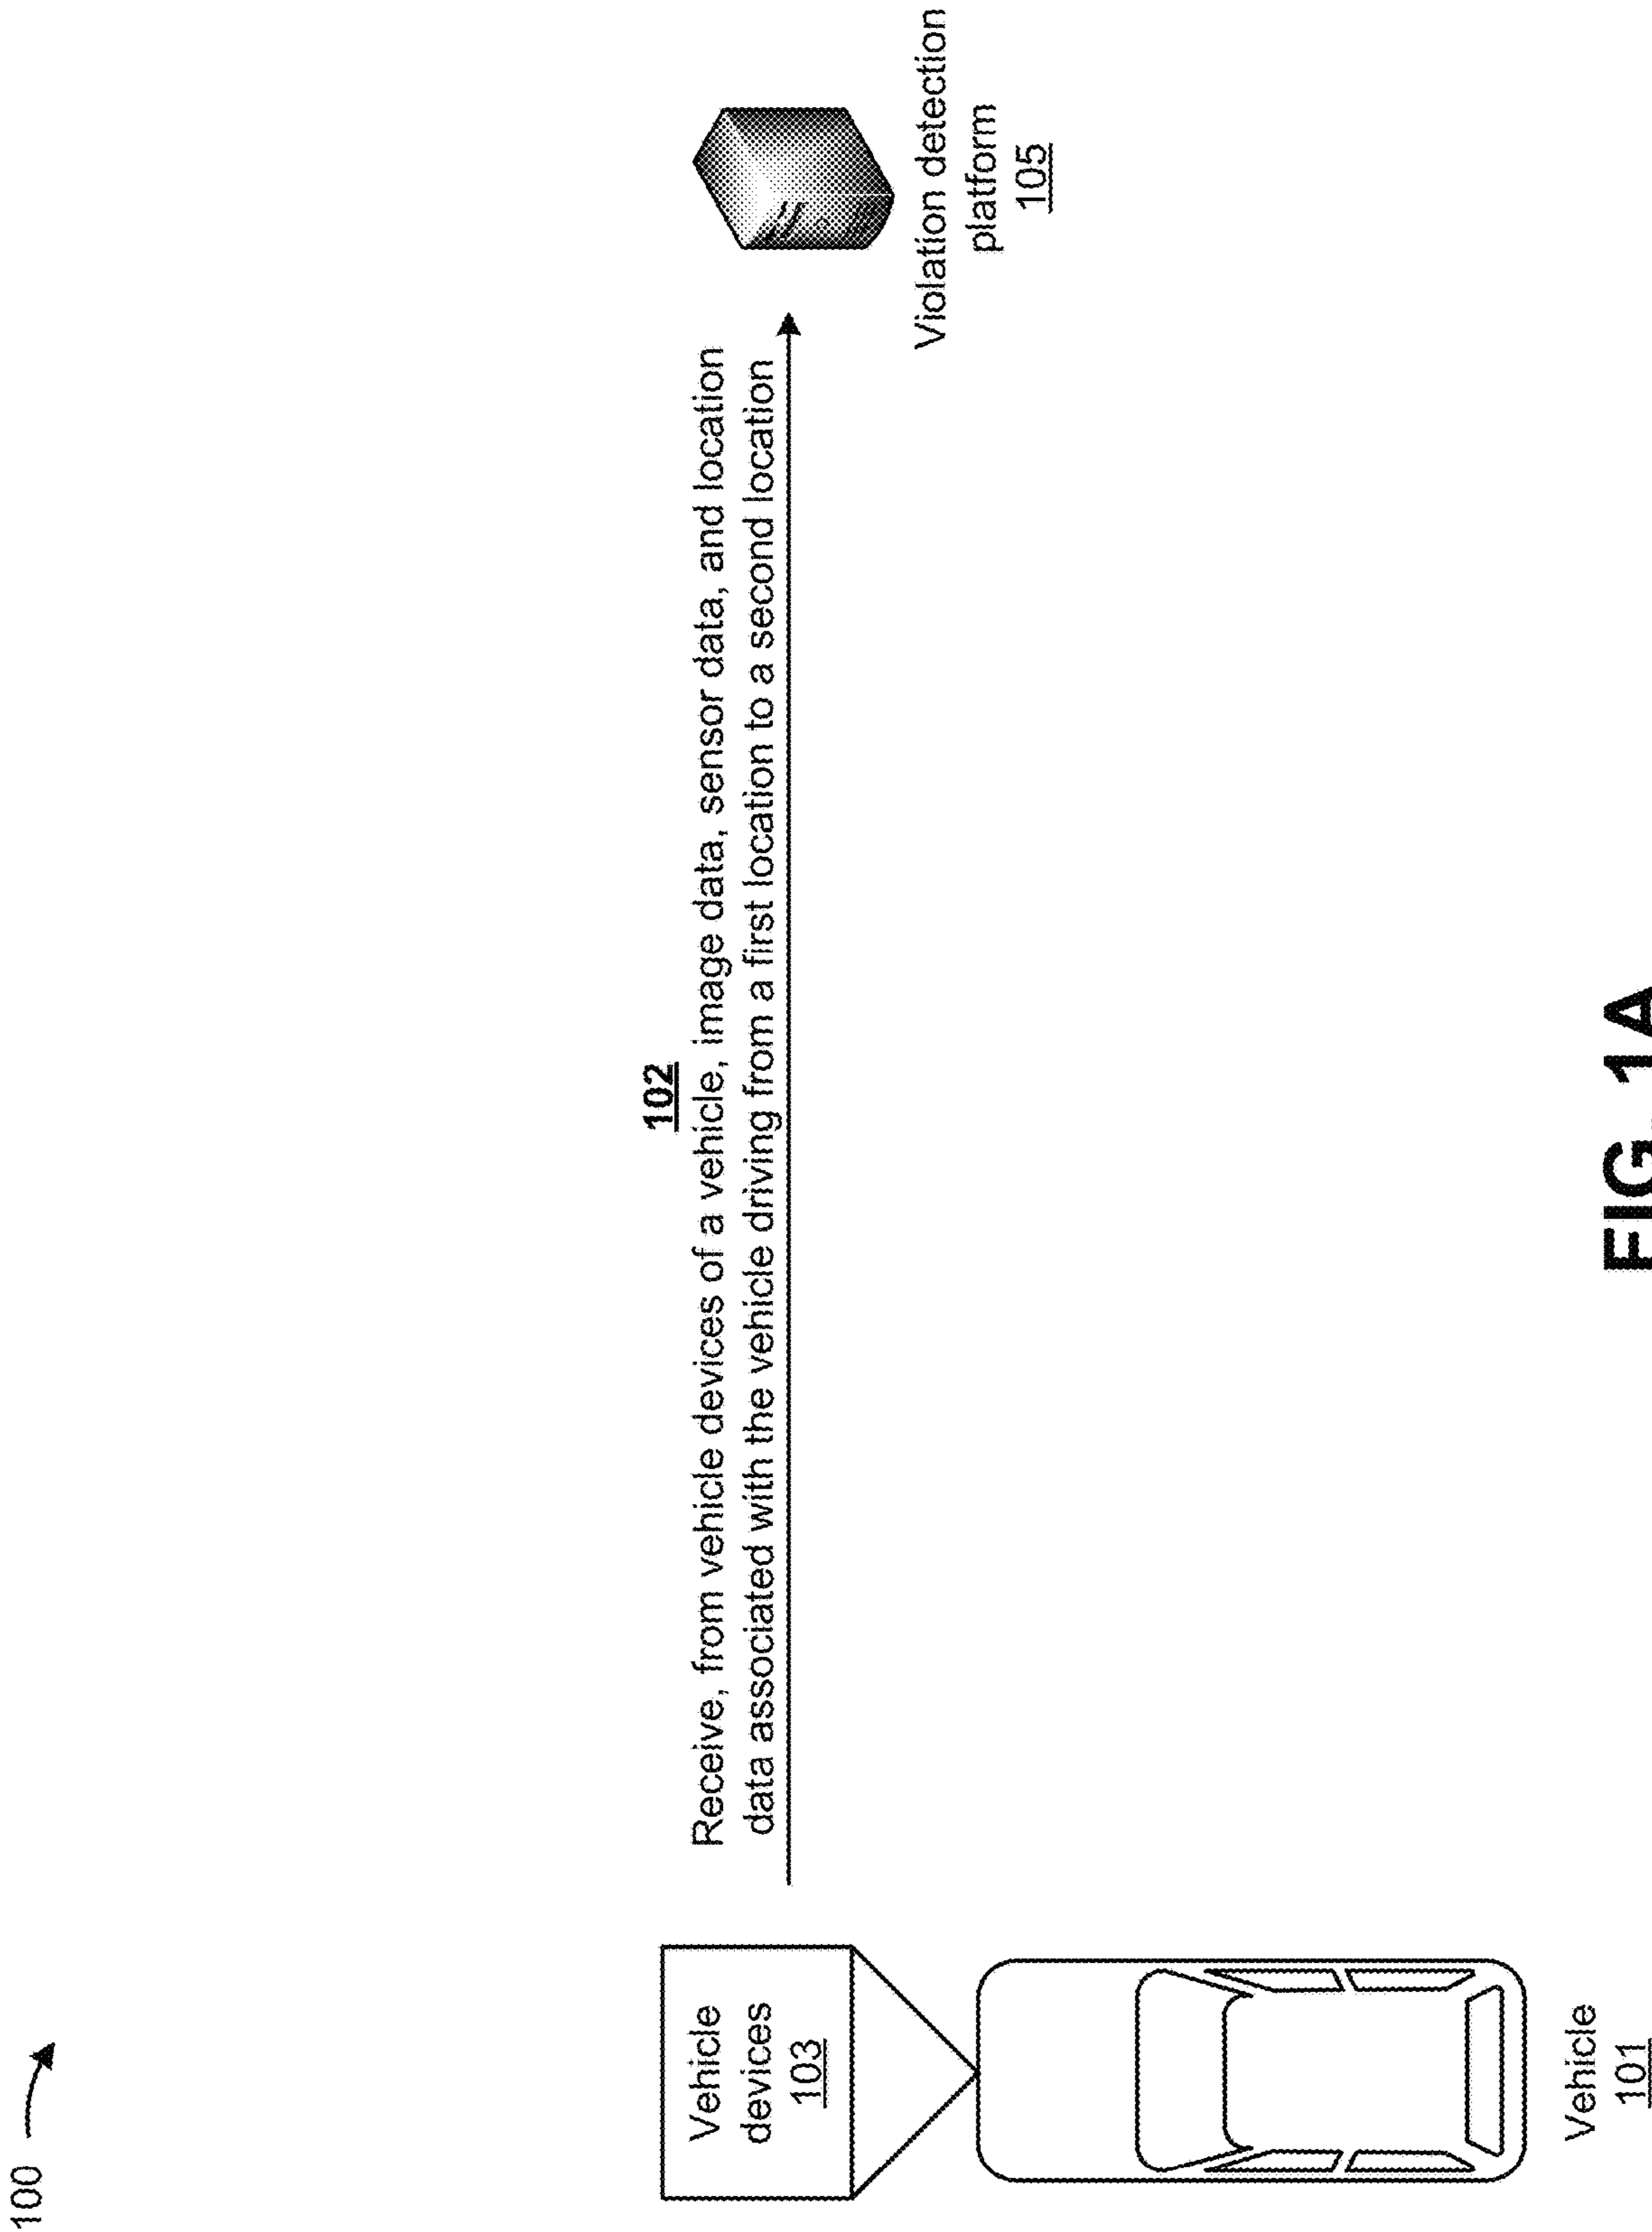 100
102
Receive, from vehicle devices of a vehicle, image data, sensor data, and location
data associated with the vehicle driving from a first location to a second location
Vehicle
devices
103
Violation detection
platform
105
Vehicle
101
FIG. 1A